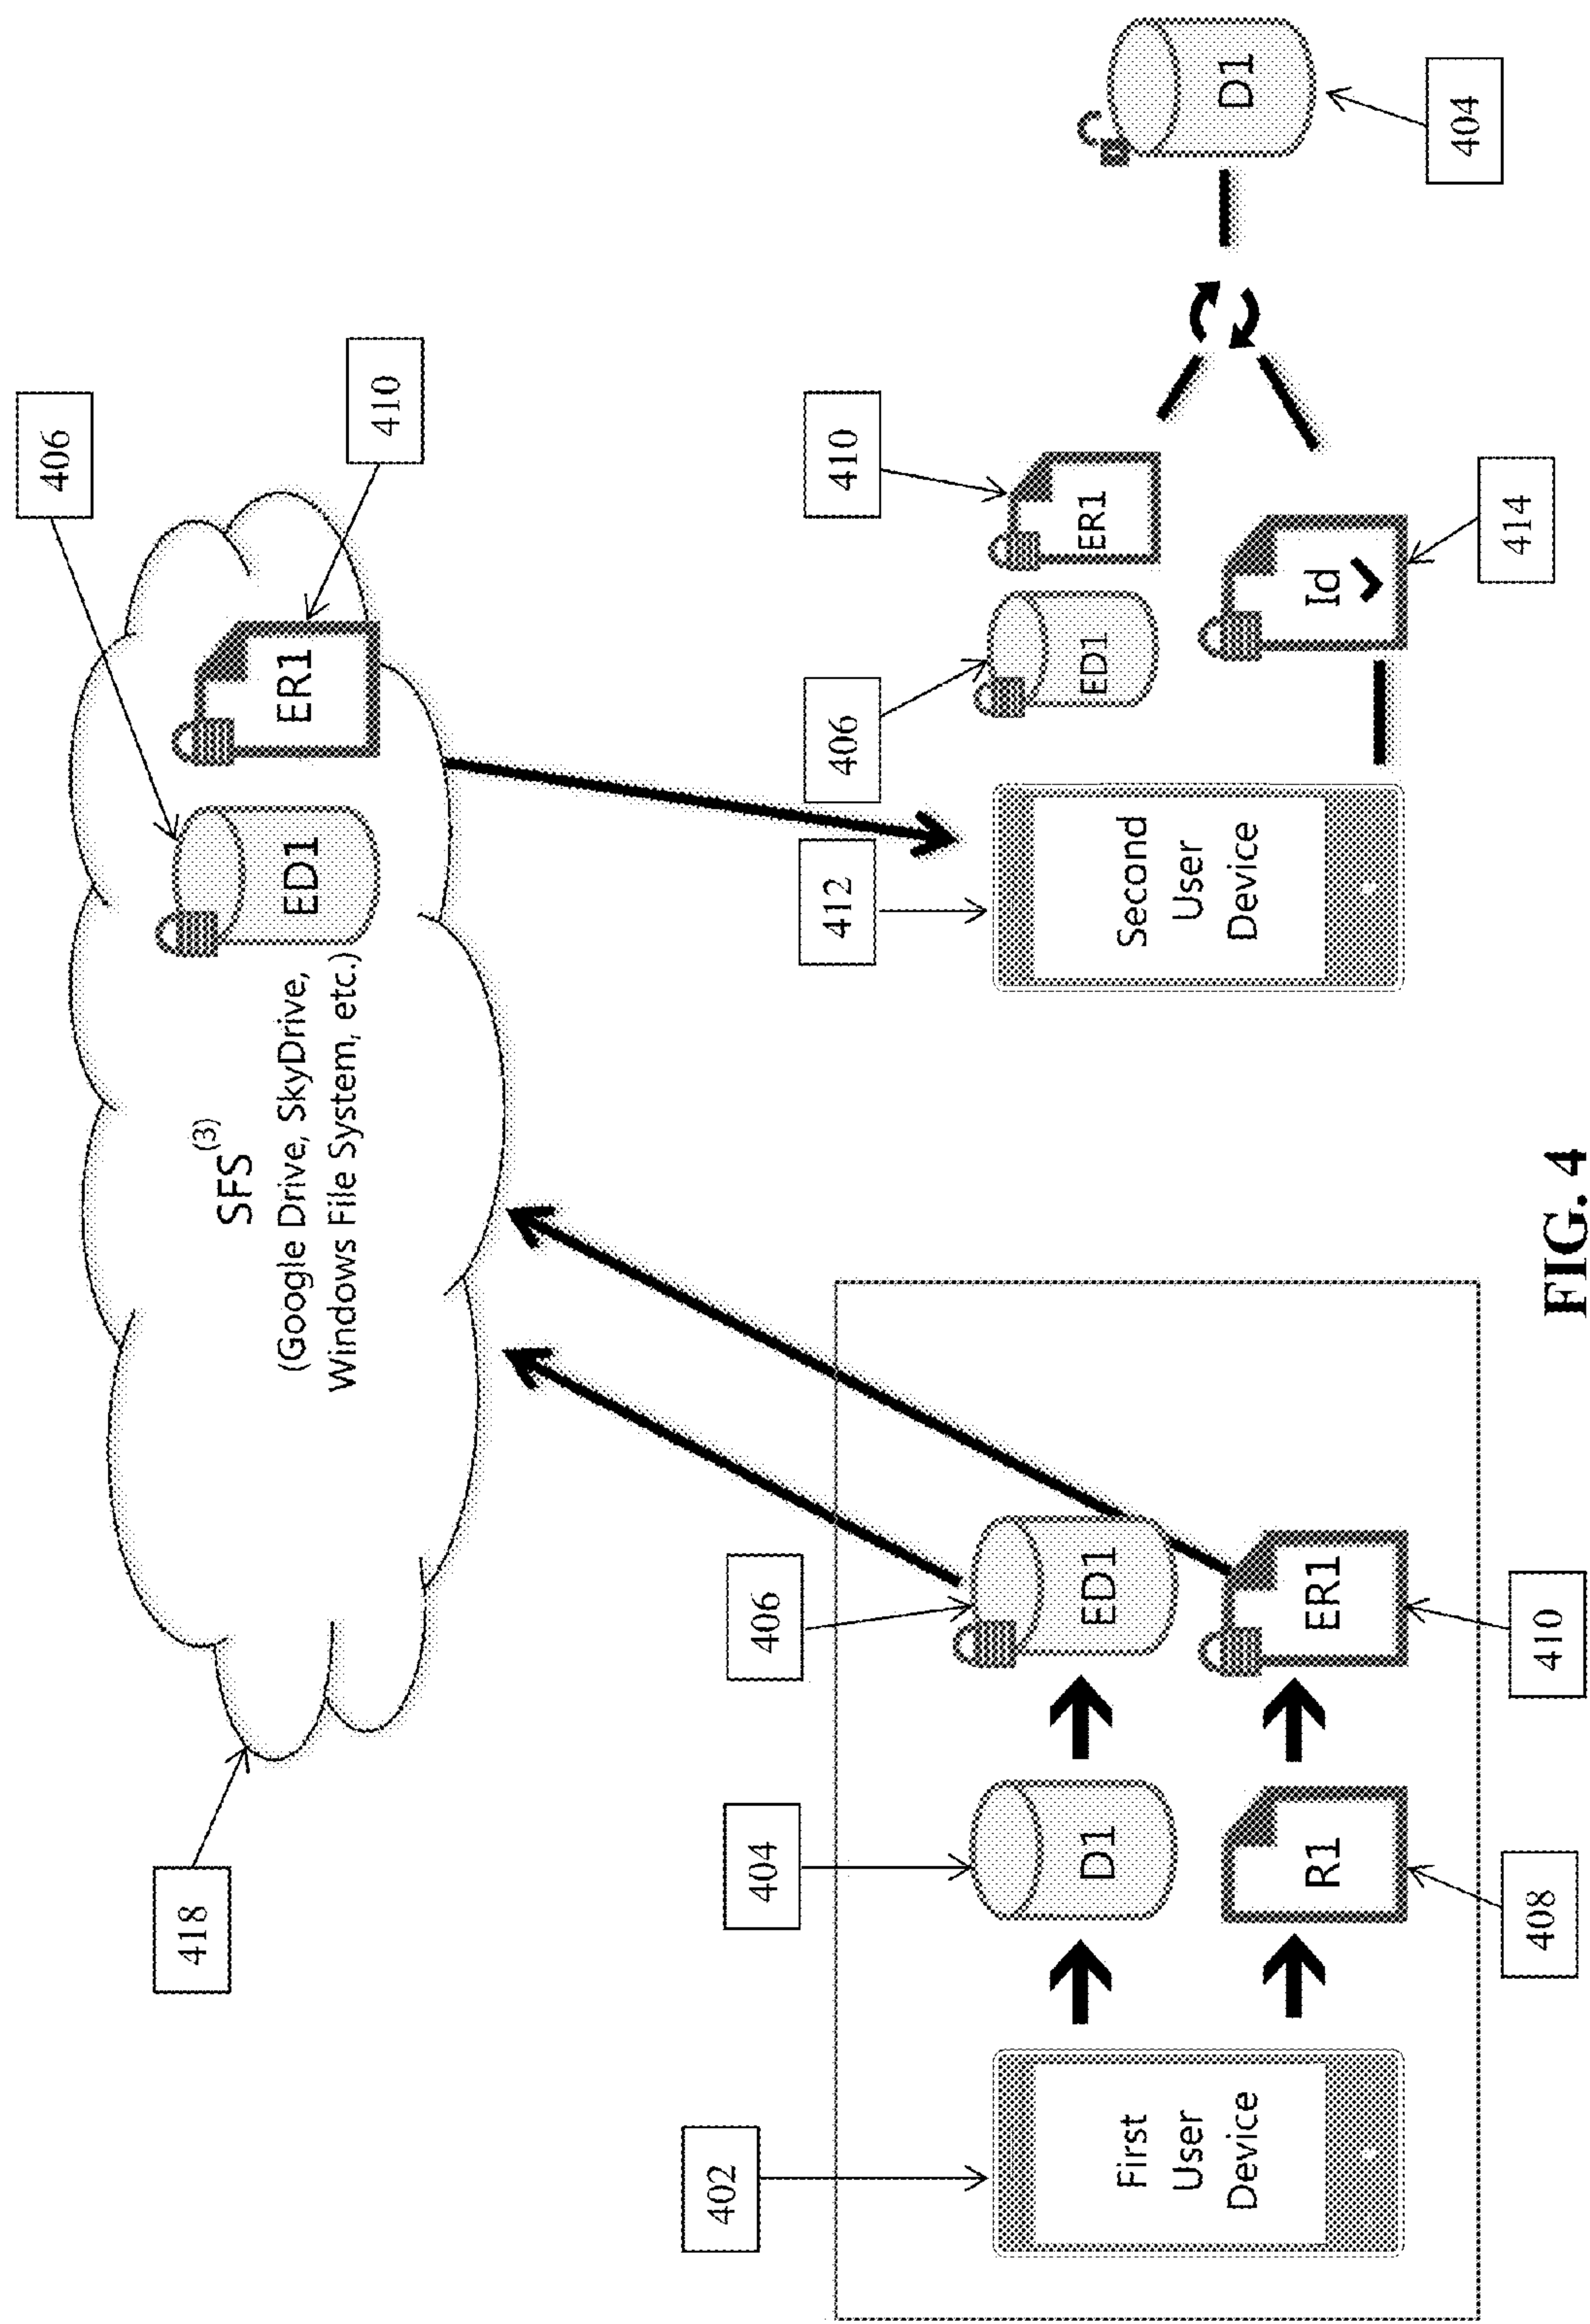 418
SFS(3)
(Google Drive, SkyDrive,
Windows File System, etc.)
ED1
ER1
406
410
402
First
User
Device
404
D1
406
ED1
R1
408
ER1
410
412
Second
User
Device
406
ED1
410
ER1
Id
414
D1
404
FIG. 4